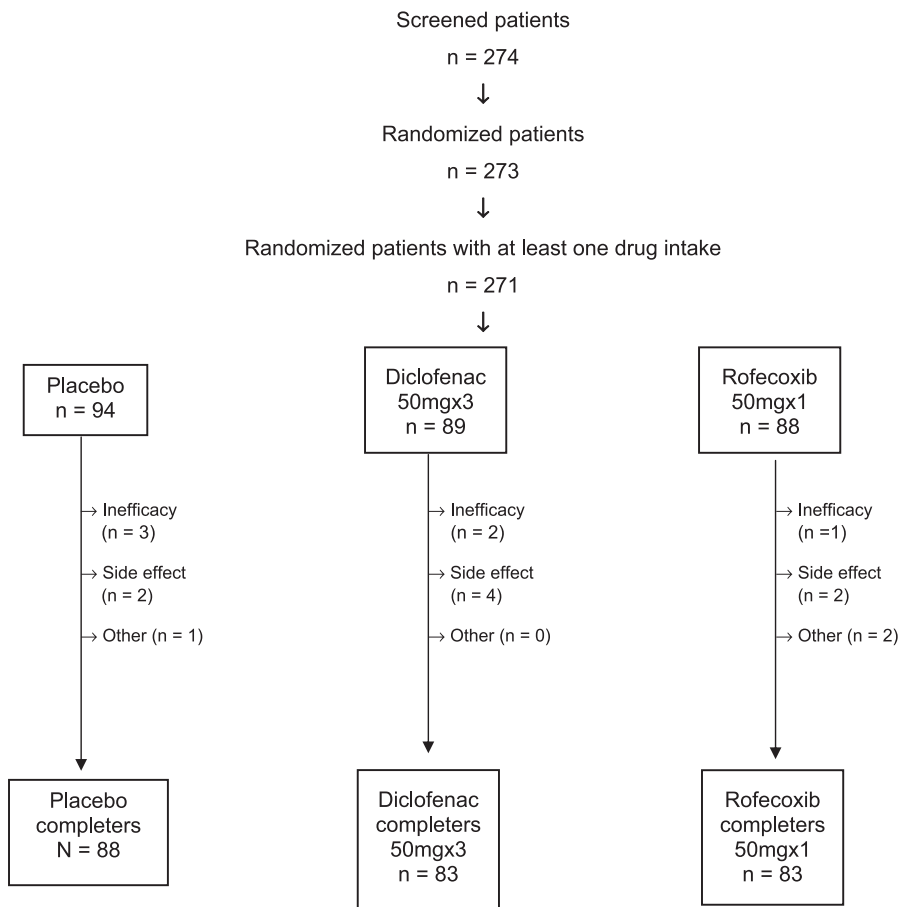 Screened patients
n = 274
Randomized patients
n = 273
Randomized patients with at least one drug intake
n = 271
Placebo
n = 94
Inefficacy
(n = 3)
Side effect
(n = 2)
Other (n = 1)
Placebo
completers
N = 88
Diclofenac
50mgx3
n = 89
Inefficacy
(n = 2)
Side effect
(n = 4)
Other (n = 0)
Diclofenac
completers
50mgx3
n = 83
Rofecoxib
50mgx1
n = 88
Inefficacy
(n =1)
Side effect
(n = 2)
Other (n = 2)
Rofecoxib
completers
50mgx1
n = 83